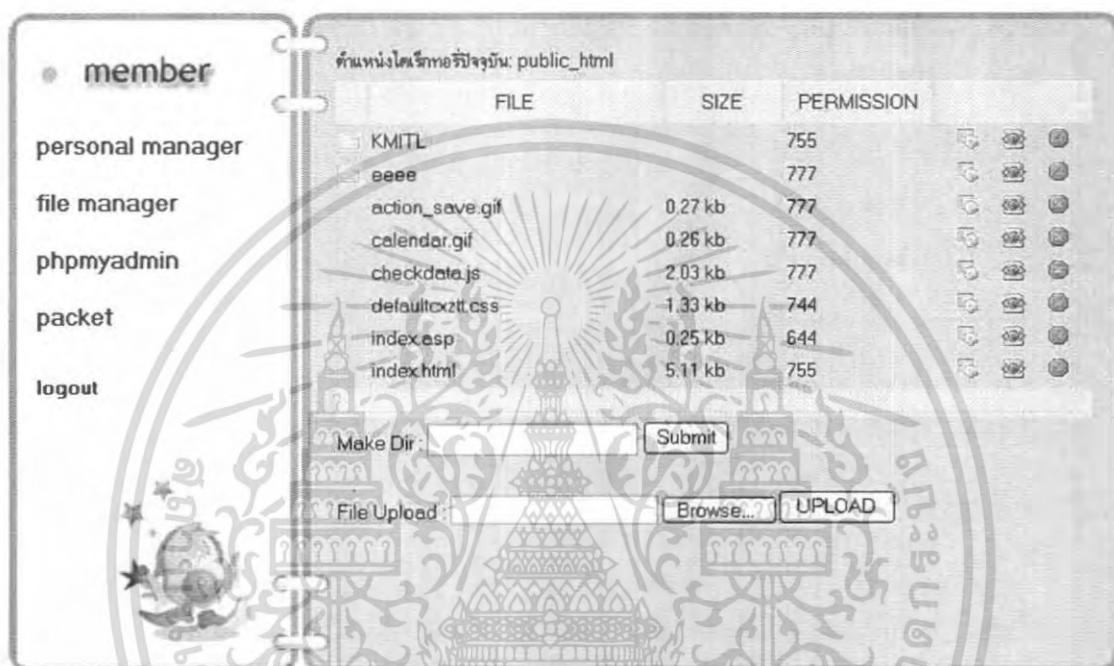 member
personal manager
file manager
phpmyadmin
packet
logout
ตำแหน่งไดเร็กทอรี่ปัจจุบัน: public_html
FILE SIZE PERMISSION
KMITL 755
eeee 777
action_save.gif 0.27 kb 777
calendar.gif 0.26 kb 777
checkdata.js 2.03 kb 777
defaultcxztt.css 1.33 kb 744
index.asp 0.25 kb 644
index.html 5.11 kb 755
Make Dir : Submit
File Upload : Browse... UPLOAD